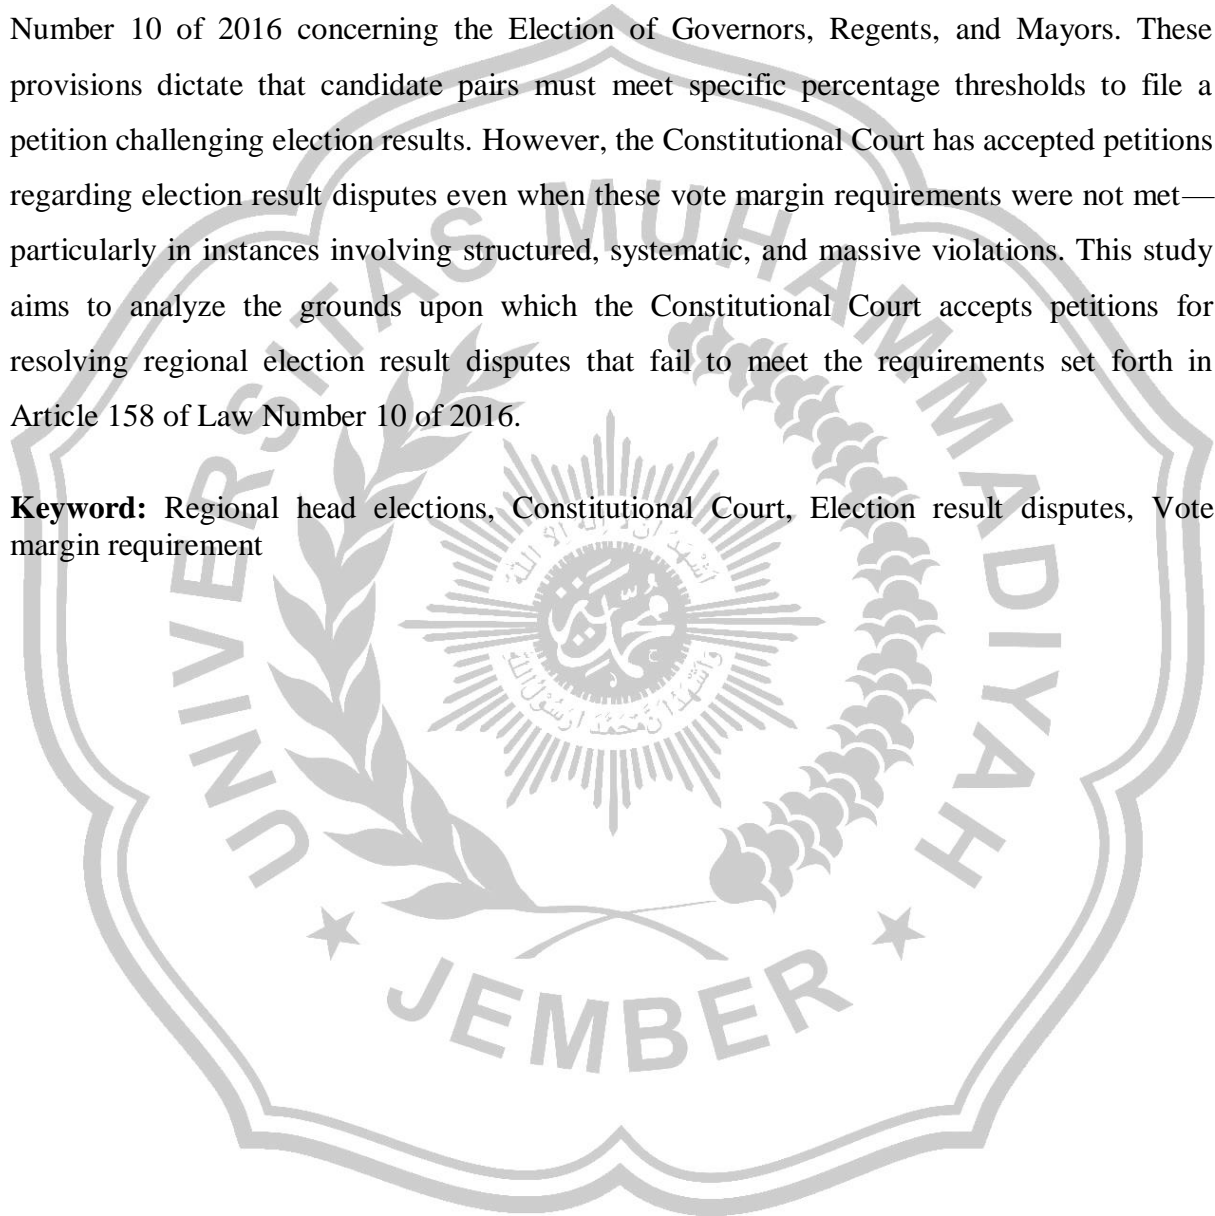 Number 10 of 2016 concerning the Election of Governors, Regents, and Mayors. These
provisions dictate that candidate pairs must meet specific percentage thresholds to file a
petition challenging election results. However, the Constitutional Court has accepted petitions
regarding election result disputes even when these vote margin requirements were not met—
particularly in instances involving structured, systematic, and massive violations. This study
aims to analyze the grounds upon which the Constitutional Court accepts petitions for
resolving regional election result disputes that fail to meet the requirements set forth in
Article 158 of Law Number 10 of 2016.
Keyword: Regional head elections, Constitutional Court, Election result disputes, Vote
margin requirement
UNIVERSITAS MUHAMMADIYAH
JEMBER